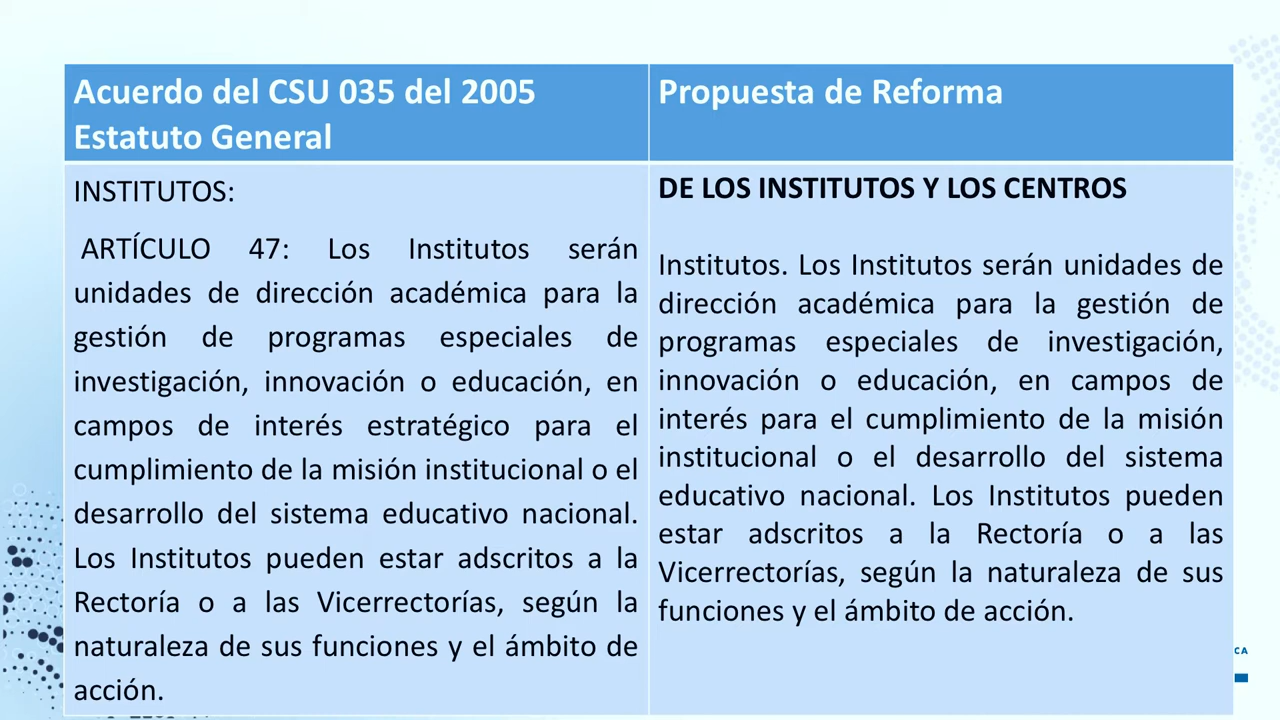 Acuerdo del CSU 035 del 2005
Estatuto General
Propuesta de Reforma
INSTITUTOS:
ARTÍCULO 47: Los Institutos serán
unidades de dirección académica para la
gestión de programas especiales de
investigación, innovación o educación, en
campos de interés estratégico para el
cumplimiento de la misión institucional o el
desarrollo del sistema educativo nacional.
Los Institutos pueden estar adscritos a la
Rectoría o a las Vicerrectorías, según la
naturaleza de sus funciones y el ámbito de
acción.
DE LOS INSTITUTOS Y LOS CENTROS
Institutos. Los Institutos serán unidades de
dirección académica para la gestión de
programas especiales de investigación,
innovación o educación, en campos de
interés para el cumplimiento de la misión
institucional o el desarrollo del sistema
educativo nacional. Los Institutos pueden
estar adscritos a la Rectoría o a las
Vicerrectorías, según la naturaleza de sus
funciones y el ámbito de acción.
CA